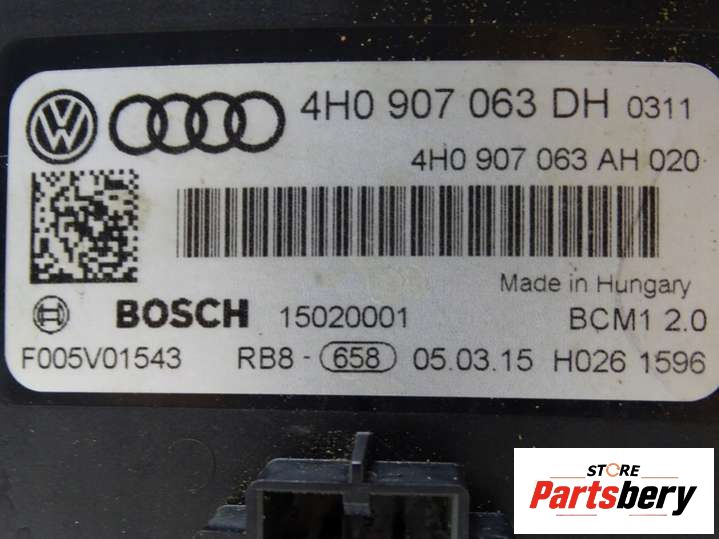 4H0 907 063 DH 0311
4H0 907 063 AH 020
Made in Hungary
BOSCH 15020001 BCM1 2.0
F005V01543 RB8 - 658 05.03.15 H026 1596
STORE
Partsbery